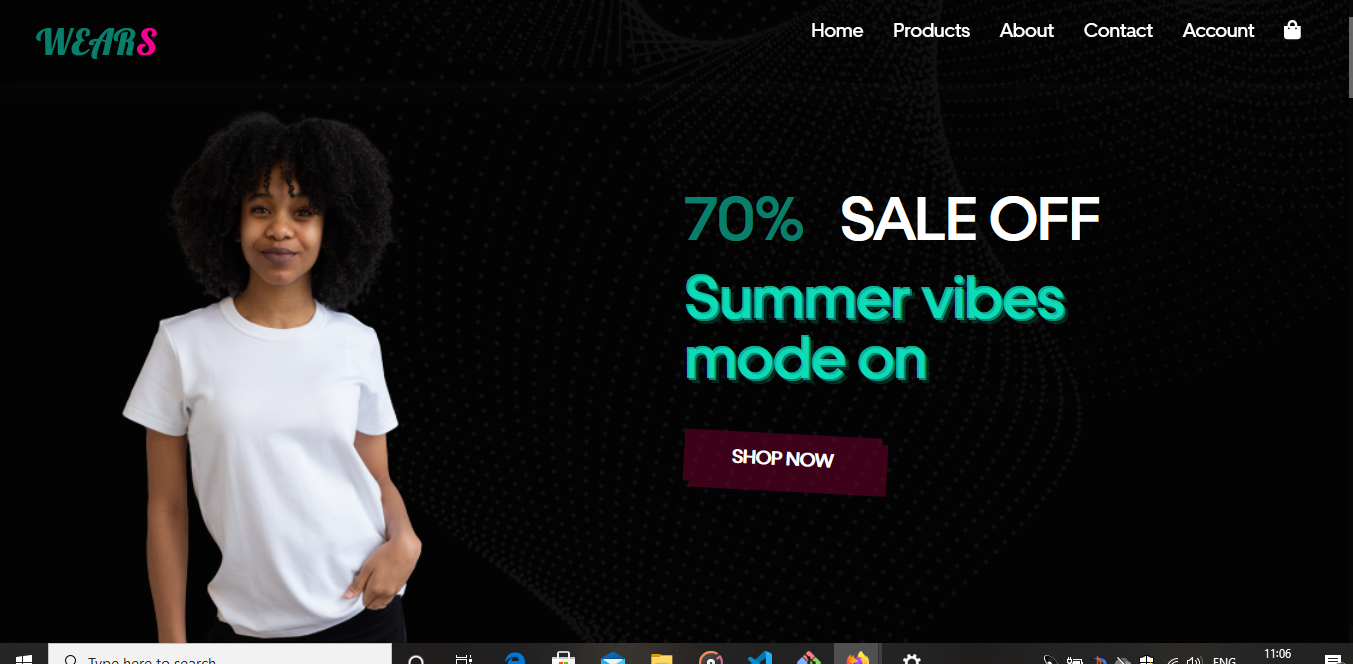 WEARS
Home Products About Contact Account
70% SALE OFF
Summer vibes
mode on
SHOP NOW
Type here to search
ENG
11:06